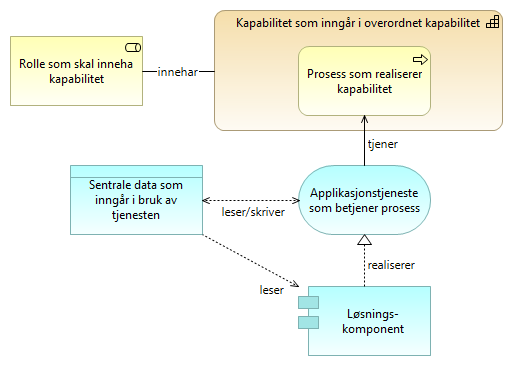 Kapabilitet som inngår i overordnet kapabilitet
Rolle som skal inneha
kapabilitet
innehar
Prosess som realiserer
kapabilitet
tjener
Sentrale data som
inngår i bruk av
tjenesten
leser/skriver
Applikasjonstjeneste
som betjener prosess
realiserer
leser
Løsnings-
komponent